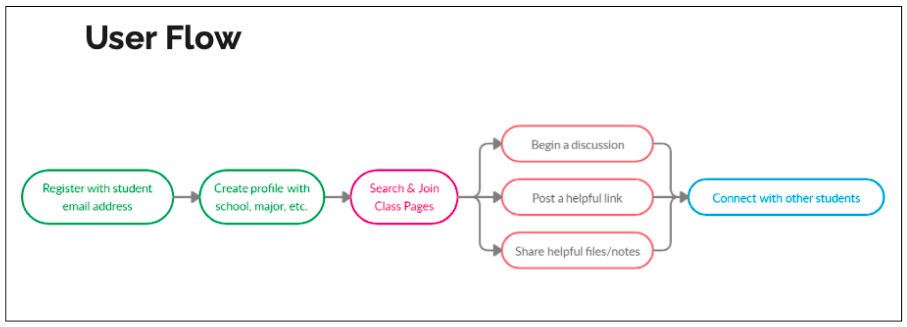 User Flow
Register with student
email address
Create profile with
school, major, etc.
Search & Join
Class Pages
Begin a discussion
Post a helpful link
Share helpful files/notes
Connect with other students